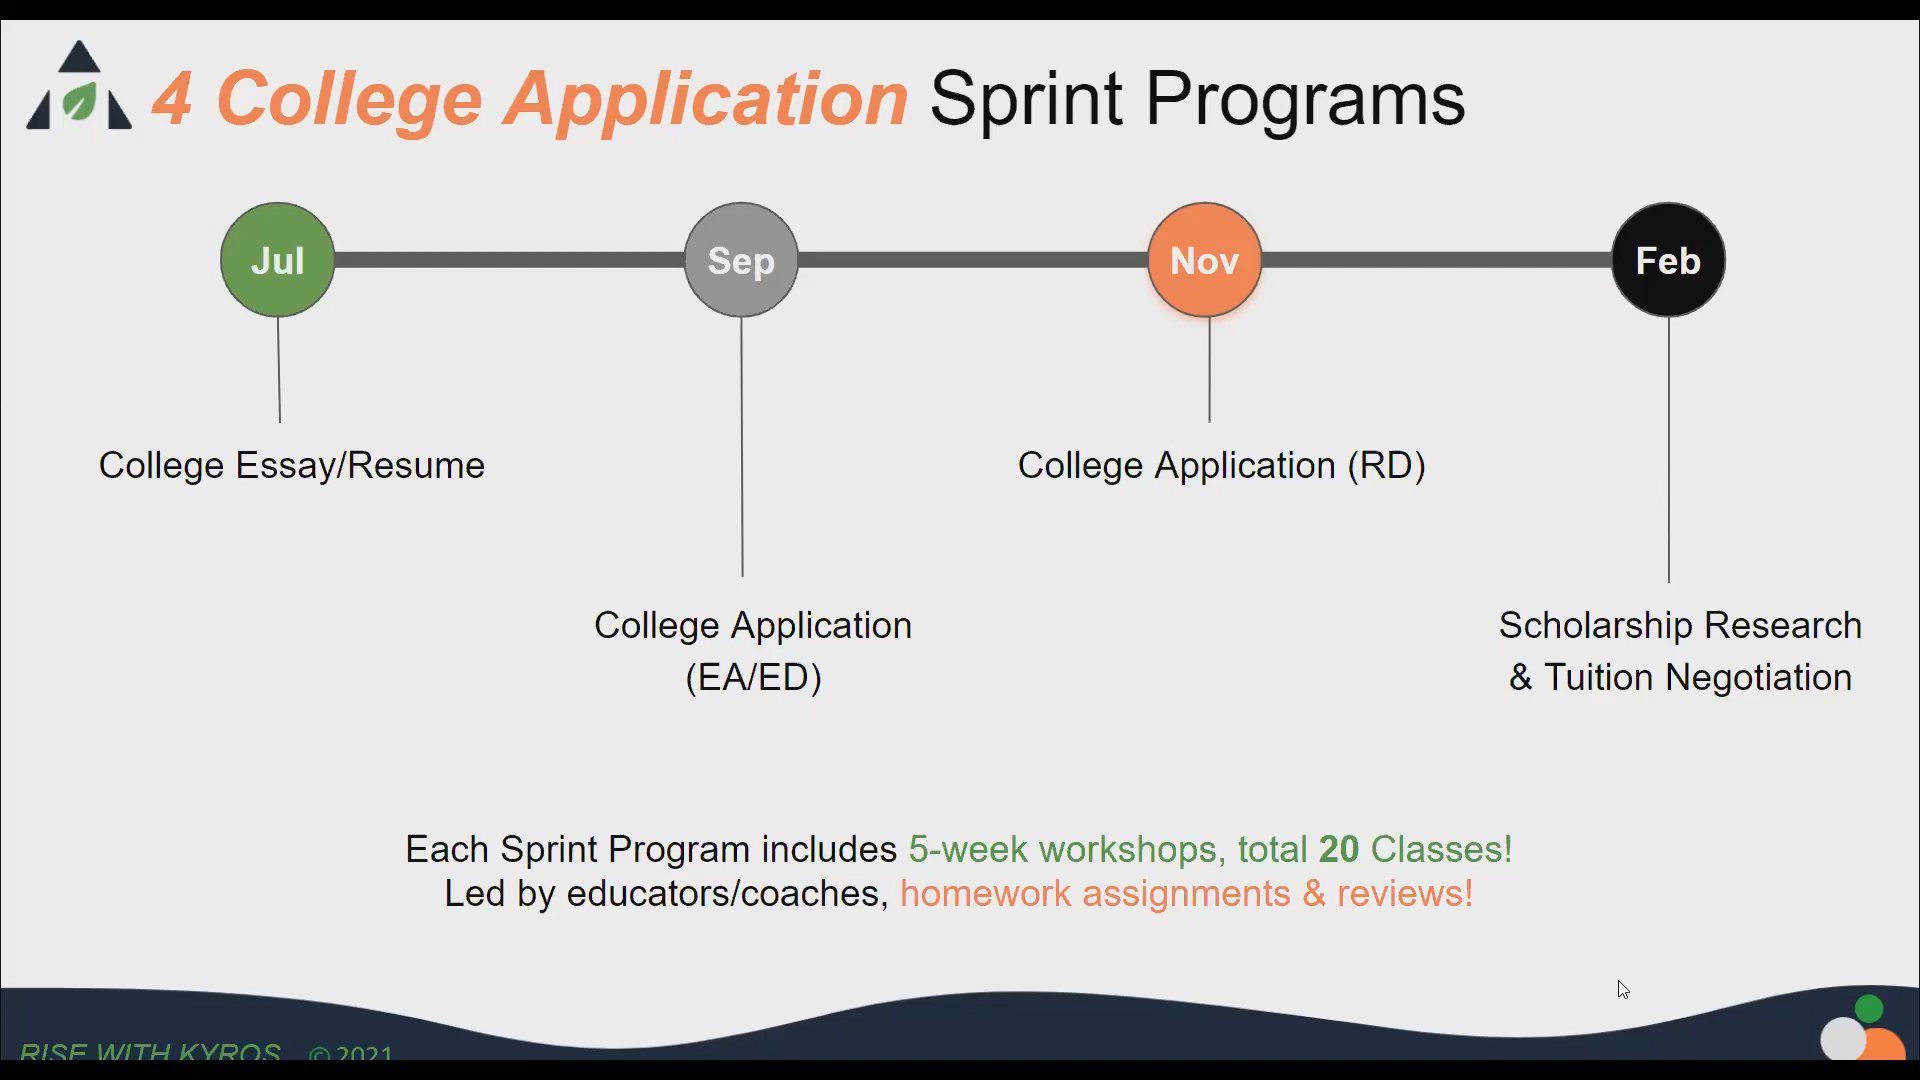 4 College Application Sprint Programs
Jul
Sep
Nov
Feb
College Essay/Resume
College Application (RD)
College Application
(EA/ED)
Scholarship Research
& Tuition Negotiation
Each Sprint Program includes 5-week workshops, total 20 Classes!
Led by educators/coaches, homework assignments & reviews!
RISE WITH KYROS © 2021